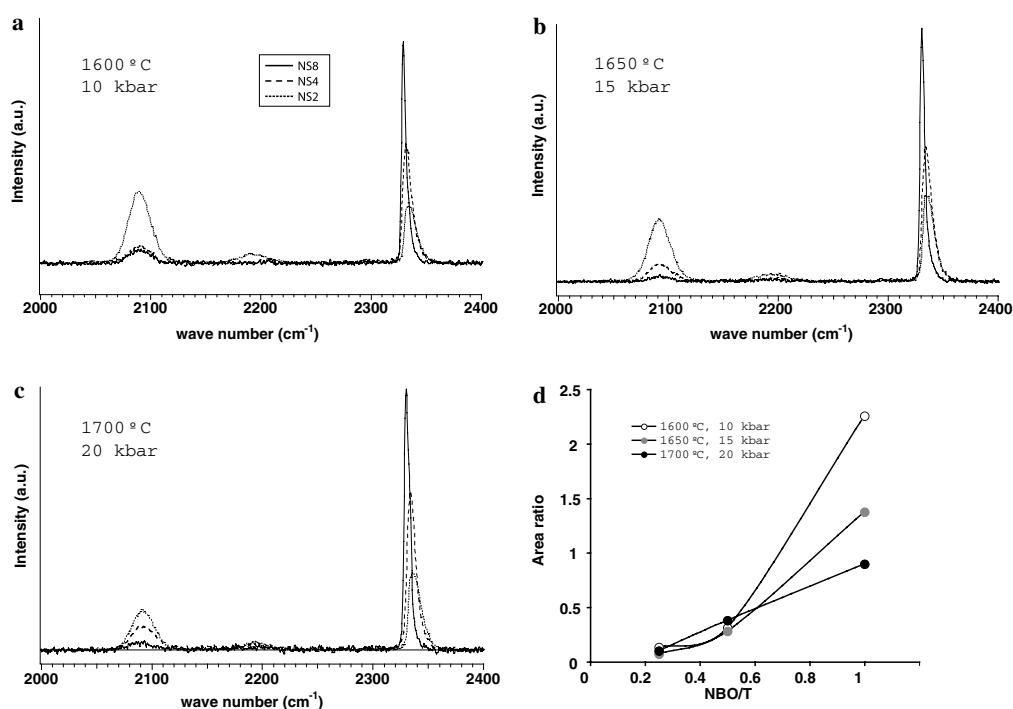 a
1600 ºC
10 kbar
NS8
NS4
NS2
Intensity (a.u.)
2000 2100 2200 2300 2400
wave number (cm-1)
b
1650 ºC
15 kbar
Intensity (a.u.)
2000 2100 2200 2300 2400
wave number (cm-1)
c
1700 ºC
20 kbar
Intensity (a.u.)
2000 2100 2200 2300 2400
wave number (cm-1)
d
1600 ºC, 10 kbar
1650 ºC, 15 kbar
1700 ºC, 20 kbar
Area ratio
2.5
2
1.5
1
0.5
0
0 0.2 0.4 0.6 0.8 1
NBO/T